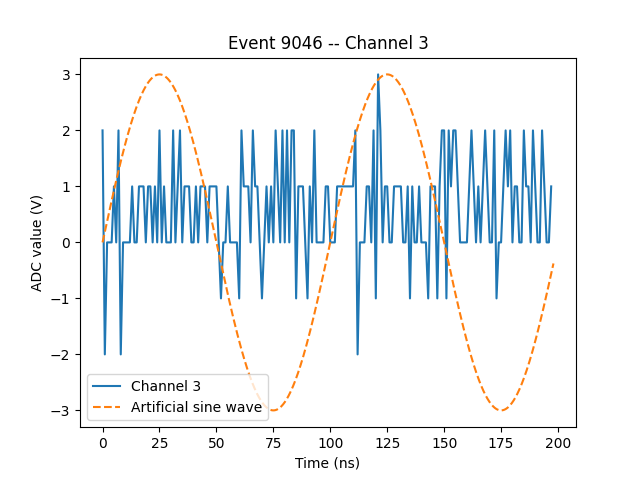 Event 9046 -- Channel 3
3
2
1
0
−1
−2
−3
ADC value (V)
Channel 3
Artificial sine wave
0 25 50 75 100 125 150 175 200
Time (ns)